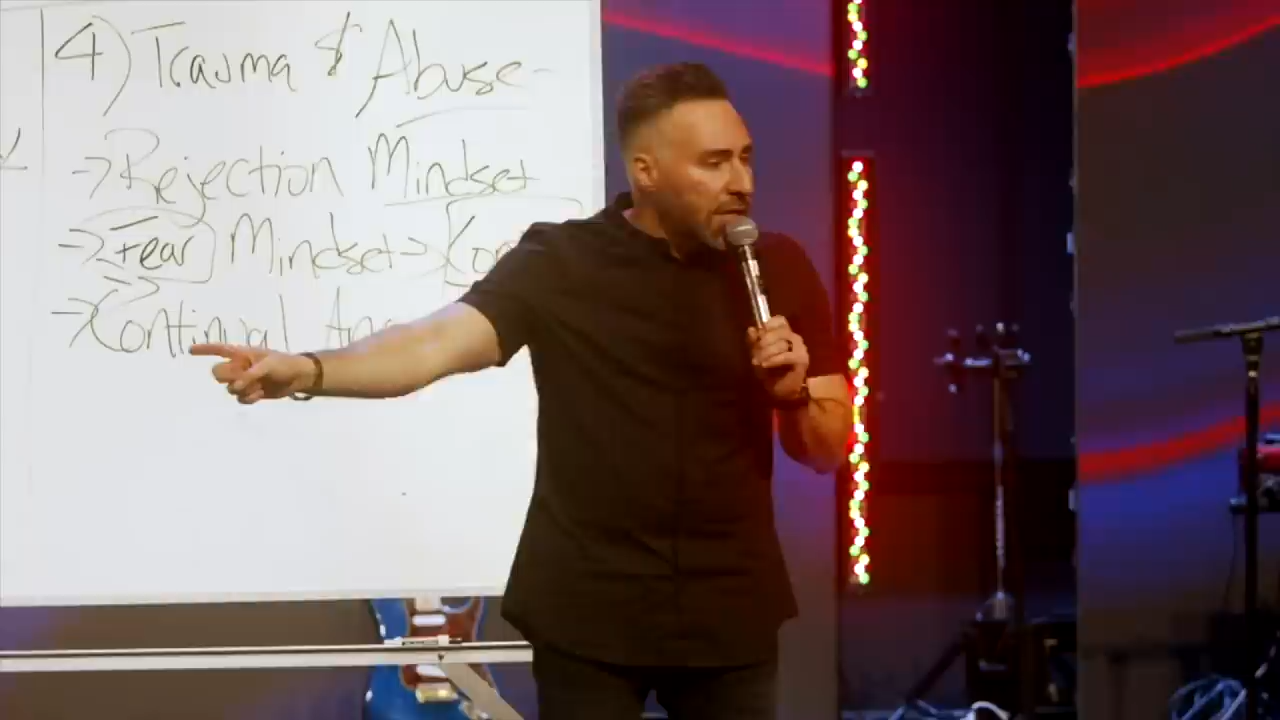 4) Trauma & Abuse-
→Rejection Mindset
→Fear Mindset→
→Continual